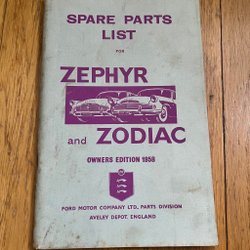 SPARE PARTS
LIST
FOR
ZEPHYR
and ZODIAC
OWNERS EDITION 1958
FORD MOTOR COMPANY LTD. PARTS DIVISION
AVELEY DEPOT, ENGLAND